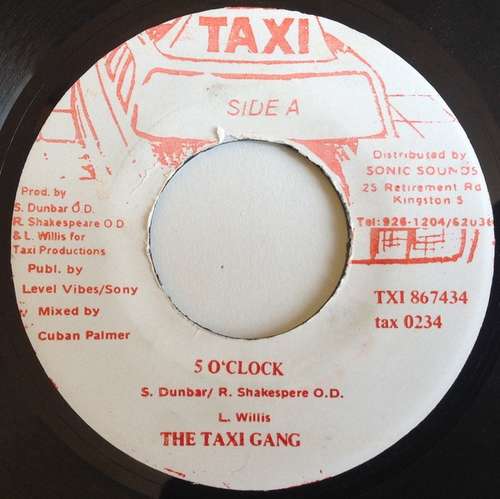 TAXI
SIDE A
Prod. by
S. Dunbar O.D.
R. Shakespeare O.D
& L. Willis for
Taxi Productions
Publ. by
Level Vibes/Sony
Mixed by
Cuban Palmer
Distributed by
SONIC SOUNDS
25 Retirement Rd
Kingston 5
Tel: 926-1204/62036
TXI 867434
tax 0234
5 O'CLOCK
S. Dunbar/ R. Shakespere O.D.
L. Willis
THE TAXI GANG